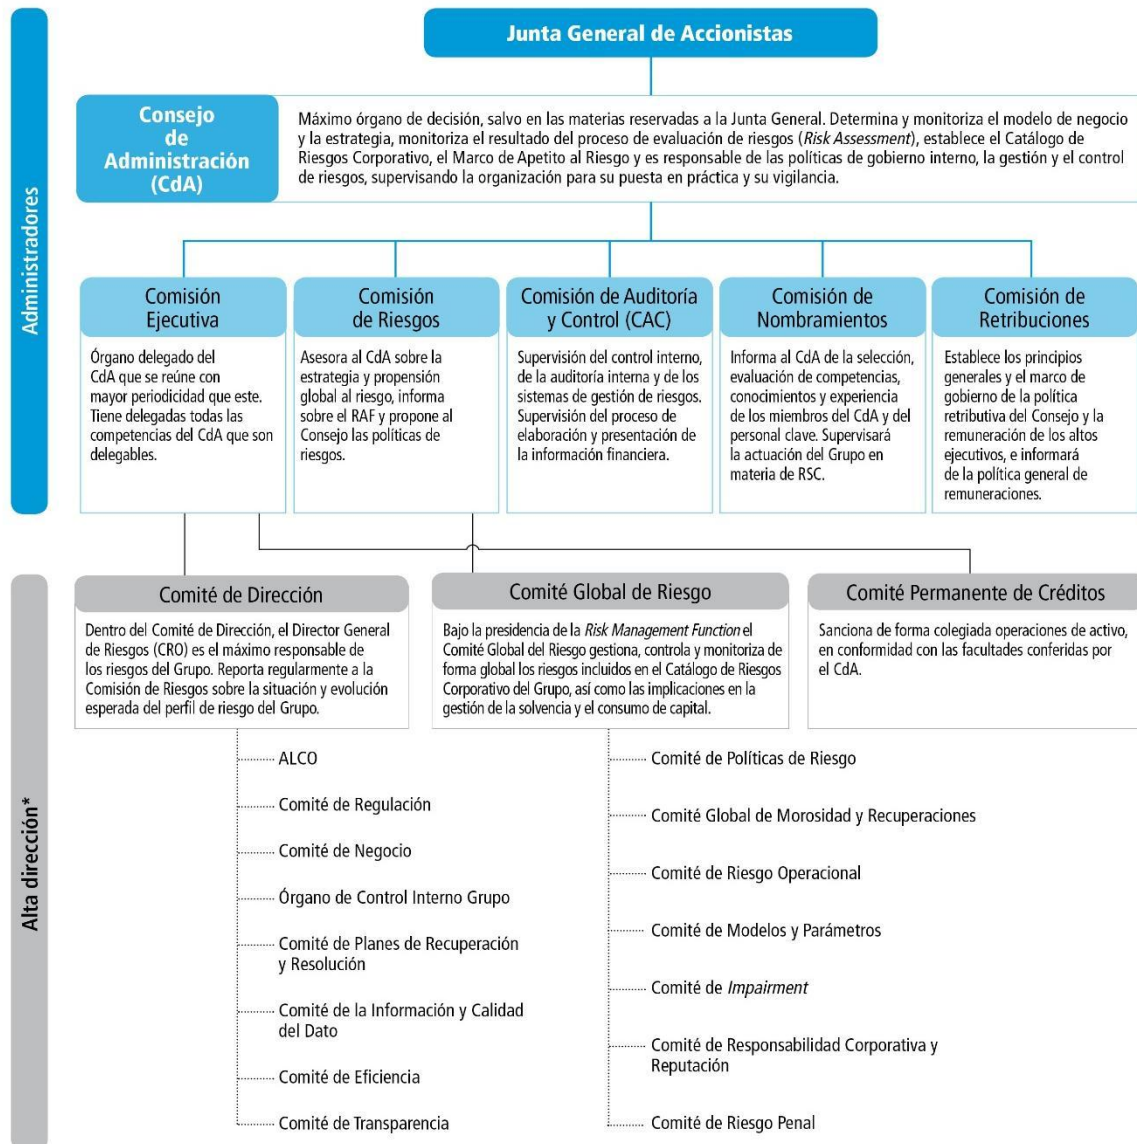 Junta General de Accionistas
Administradores
Consejo
de
Administración
(CdA)
Máximo órgano de decisión, salvo en las materias reservadas a la Junta General. Determina y monitoriza el modelo de negocio
y la estrategia, monitoriza el resultado del proceso de evaluación de riesgos (Risk Assessment), establece el Catálogo de
Riesgos Corporativo, el Marco de Apetito al Riesgo y es responsable de las políticas de gobierno interno, la gestión y el control
de riesgos, supervisando la organización para su puesta en práctica y su vigilancia.
Comisión
Ejecutiva
Órgano delegado del
CdA que se reúne con
mayor periodicidad que este.
Tiene delegadas todas las
competencias del CdA que son
delegables.
Comisión
de Riesgos
Asesora al CdA sobre la
estrategia y propensión
global al riesgo, informa
sobre el RAF y propone al
Consejo las políticas de
riesgos.
Comisión de Auditoría
y Control (CAC)
Supervisión del control interno,
de la auditoría interna y de los
sistemas de gestión de riesgos.
Supervisión del proceso de
elaboración y presentación de
la información financiera.
Comisión de
Nombramientos
Informa al CdA de la selección,
evaluación de competencias,
conocimientos y experiencia
de los miembros del CdA y del
personal clave. Supervisará
la actuación del Grupo en
materia de RSC.
Comisión de
Retribuciones
Establece los principios
generales y el marco de
gobierno de la política
retributiva del Consejo y la
remuneración de los altos
ejecutivos, e informará
de la política general de
remuneraciones.
Alta dirección*
Comité de Dirección
Dentro del Comité de Dirección, el Director General
de Riesgos (CRO) es el máximo responsable de
los riesgos del Grupo. Reporta regularmente a la
Comisión de Riesgos sobre la situación y evolución
esperada del perfil de riesgo del Grupo.
Comité Global de Riesgo
Bajo la presidencia de la Risk Management Function el
Comité Global del Riesgo gestiona, controla y monitoriza de
forma global los riesgos incluidos en el Catálogo de Riesgos
Corporativo del Grupo, así como las implicaciones en la
gestión de la solvencia y el consumo de capital.
Comité Permanente de Créditos
Sanciona de forma colegiada operaciones de activo,
en conformidad con las facultades conferidas por
el CdA.
ALCO
Comité de Regulación
Comité de Negocio
Órgano de Control Interno Grupo
Comité de Planes de Recuperación
y Resolución
Comité de la Información y Calidad
del Dato
Comité de Eficiencia
Comité de Transparencia
Comité de Políticas de Riesgo
Comité Global de Morosidad y Recuperaciones
Comité de Riesgo Operacional
Comité de Modelos y Parámetros
Comité de Impairment
Comité de Responsabilidad Corporativa y
Reputación
Comité de Riesgo Penal